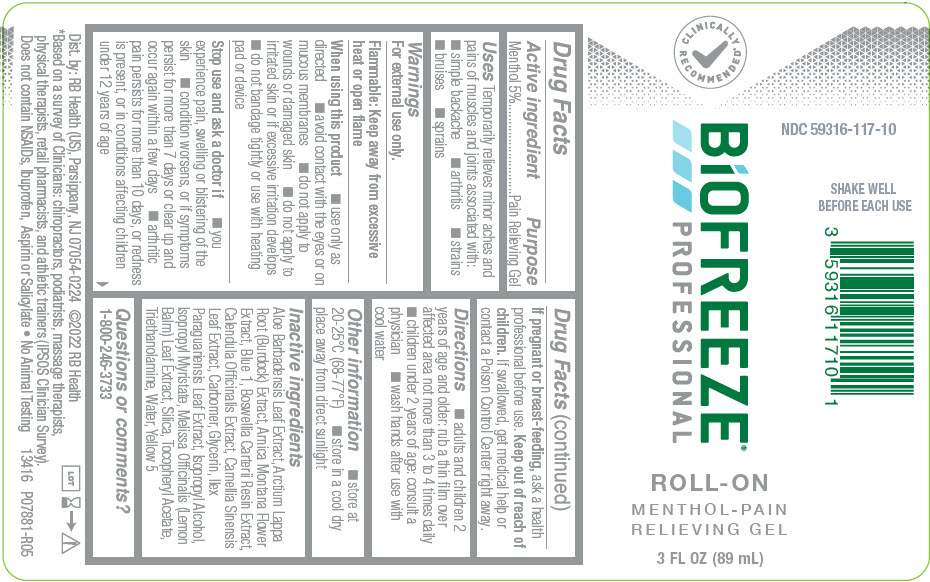 CLINICALLY
RECOMMENDED
BIOFREEZE®
PROFESSIONAL
NDC 59316-117-10
SHAKE WELL
BEFORE EACH USE
3 59316 11710 1
ROLL-ON
MENTHOL-PAIN
RELIEVING GEL
3 FL OZ (89 mL)
Drug Facts
Active ingredient Purpose
Menthol 5%..................Pain Relieving Gel
Uses Temporarily relieves minor aches and
pains of muscles and joints associated with:
■ simple backache ■ arthritis ■ strains
■ bruises ■ sprains
Warnings
For external use only.
Flammable: Keep away from excessive
heat or open flame
When using this product ■ use only as
directed ■ avoid contact with the eyes or on
mucous membranes ■ do not apply to
wounds or damaged skin ■ do not apply to
irritated skin or if excessive irritation develops
■ do not bandage tightly or use with heating
pad or device
Stop use and ask a doctor if ■ you
experience pain, swelling or blistering of the
skin ■ condition worsens, or if symptoms
persist for more than 7 days or clear up and
occur again within a few days ■ arthritic
pain persists for more than 10 days, or redness
is present, or in conditions affecting children
under 12 years of age
Drug Facts (continued)
If pregnant or breast-feeding, ask a health
professional before use. Keep out of reach of
children. If swallowed, get medical help or
contact a Poison Control Center right away.
Directions ■ adults and children 2
years of age and older: rub a thin film over
affected area not more than 3 to 4 times daily
■ children under 2 years of age: consult a
physician ■ wash hands after use with
cool water
Other information ■ store at
20-25°C (68-77°F) ■ store in a cool dry
place away from direct sunlight
Inactive ingredients
Aloe Barbadensis Leaf Extract, Arctium Lappa
Root (Burdock) Extract, Arnica Montana Flower
Extract, Blue 1, Boswellia Carterii Resin Extract,
Calendula Officinalis Extract, Camellia Sinensis
Leaf Extract, Carbomer, Glycerin, Ilex
Paraguariensis Leaf Extract, Isopropyl Alcohol,
Isopropyl Myristate, Melissa Officinalis (Lemon
Balm) Leaf Extract, Silica, Tocopheryl Acetate,
Triethanolamine, Water, Yellow 5
Questions or comments?
1-800-246-3733
Dist. by: RB Health (US), Parsippany, NJ 07054-0224 ©2022 RB Health
*Based on a survey of Clinicians: chiropractors, podiatrists, massage therapists,
physical therapists, retail pharmacists, and athletic trainers (IPSOS Clinician Survey).
Does not contain NSAIDs, Ibuprofen, Aspirin or Salicylate • No Animal Testing 13416 P07881-R05
LOT